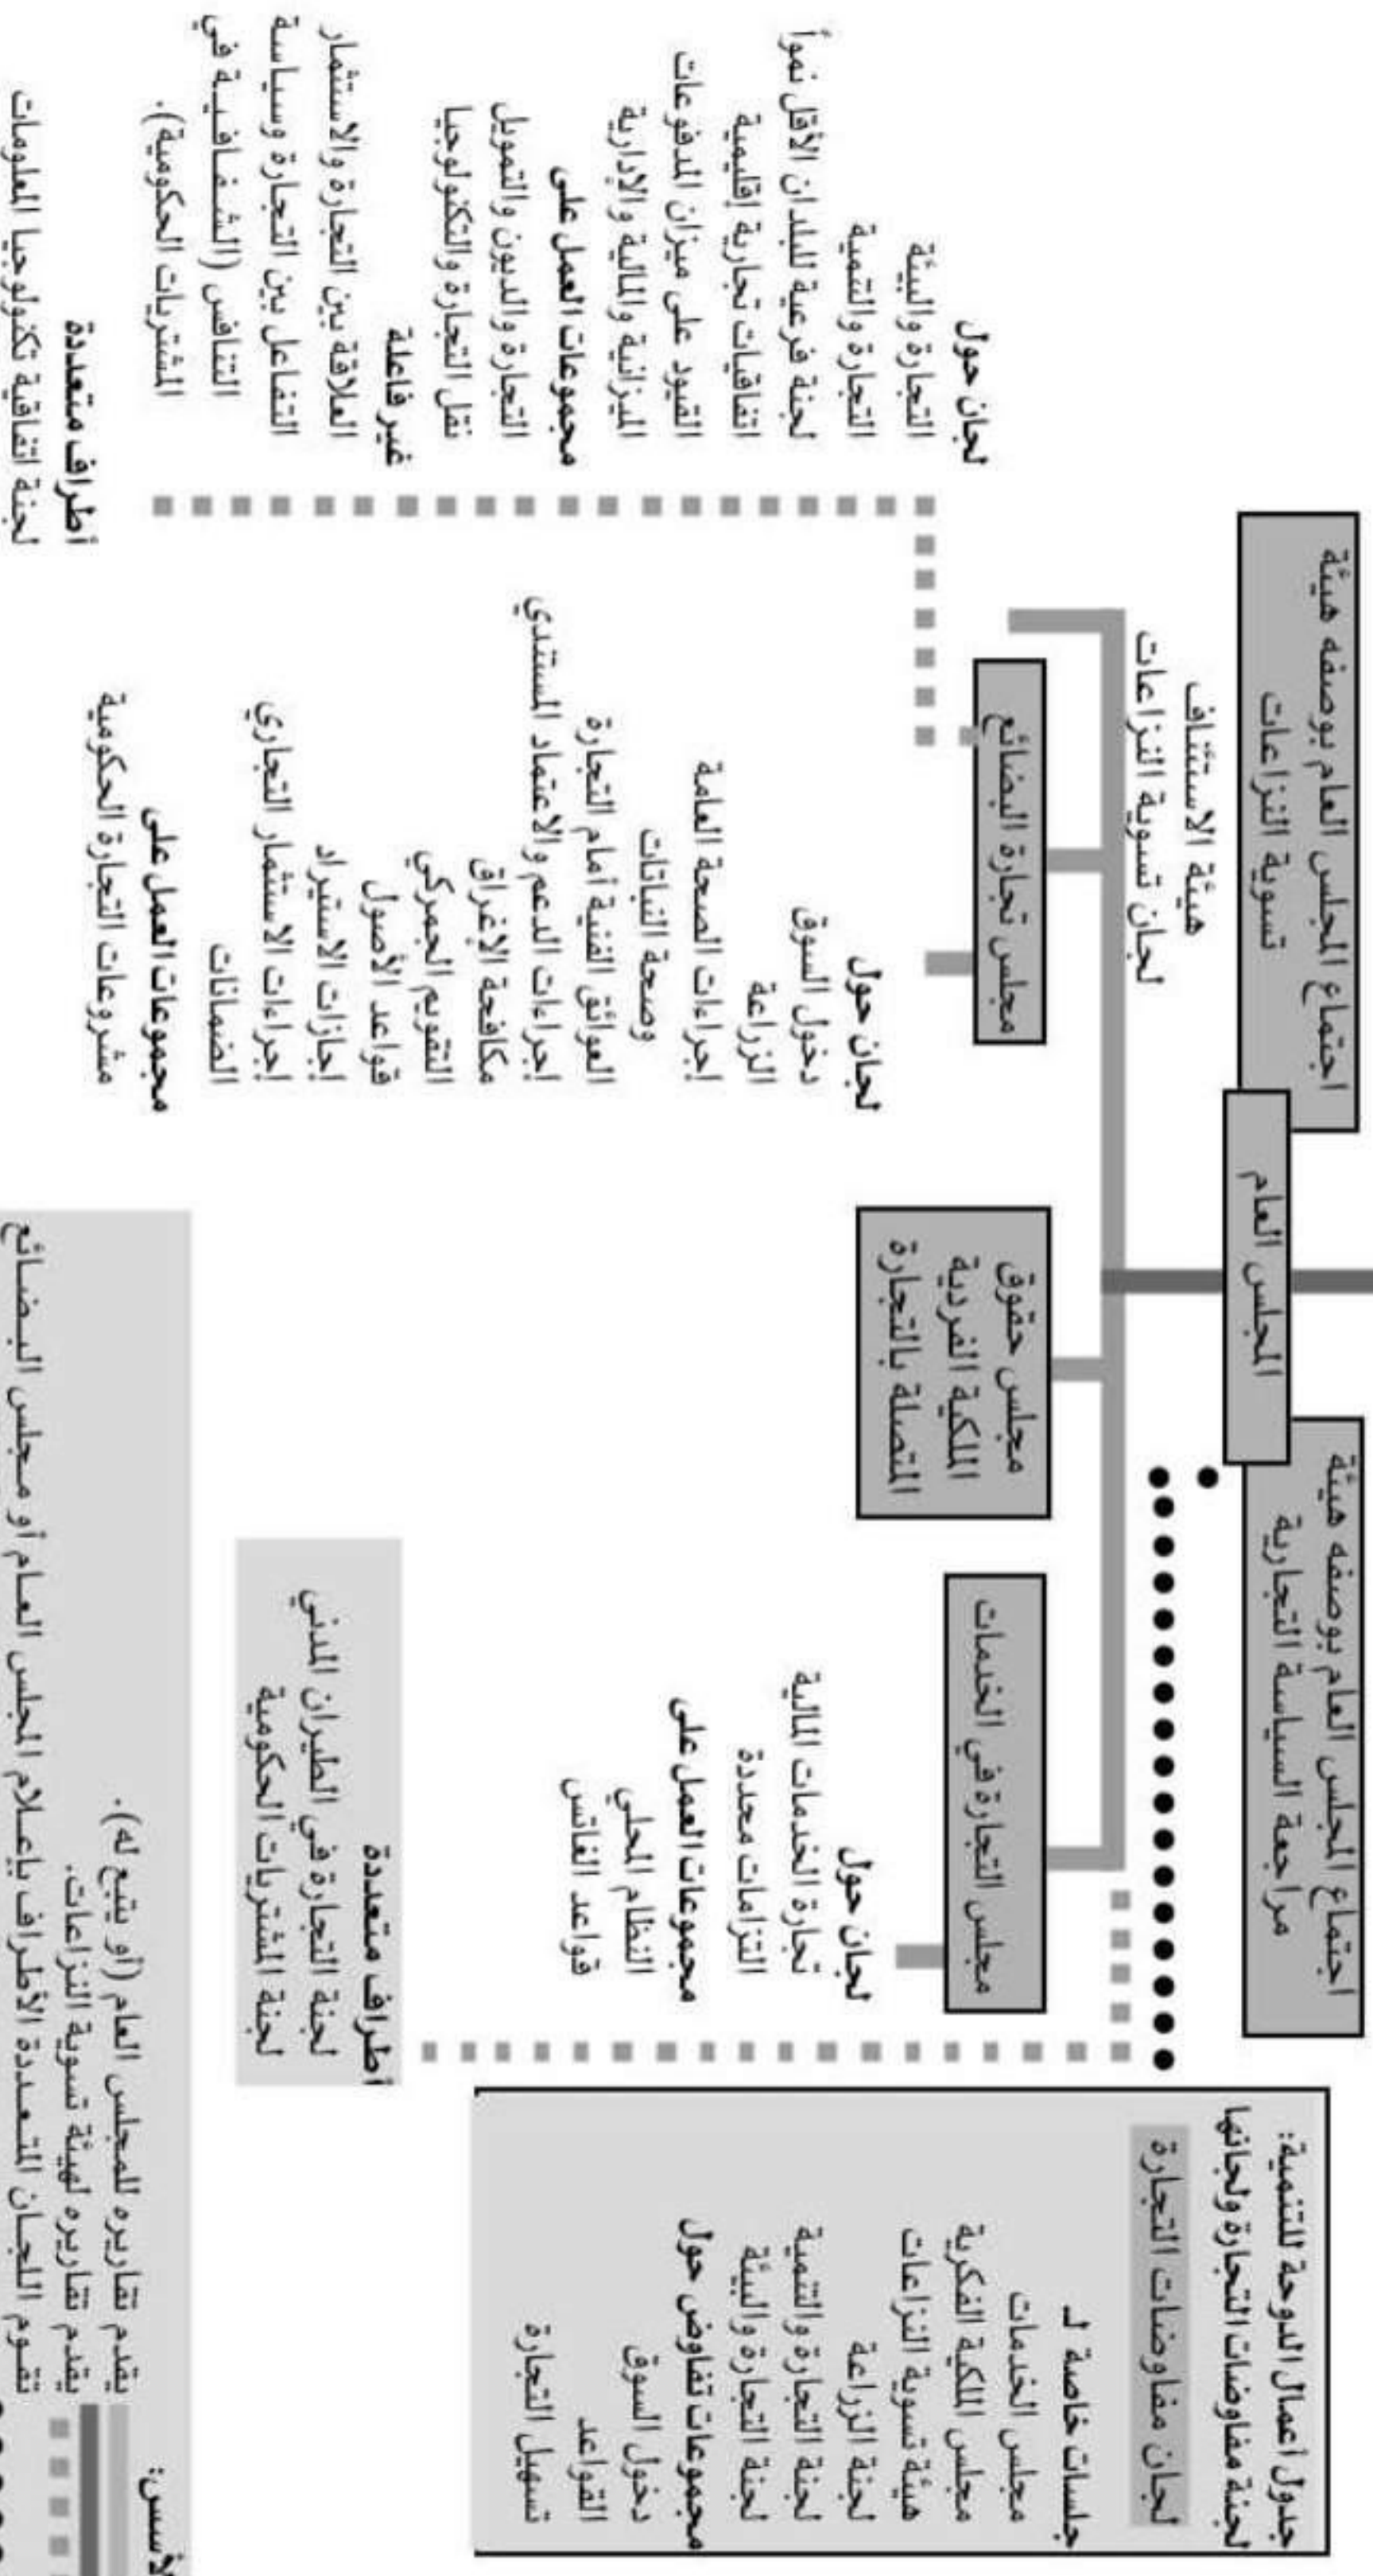 اجتماع المجلس العام بوصفه هيئة
مراجعة السياسة التجارية
المجلس العام
اجتماع المجلس العام بوصفه هيئة
تسوية النزاعات
هيئة الاستئناف
لجان تسوية النزاعات
جدول أعمال الدوحة للتنمية:
لجنة مفاوضات التجارة ولجانها
لجان مفاوضات التجارة
جلسات خاصة لـ
مجلس الخدمات
مجلس الملكية الفكرية
هيئة تسوية النزاعات
لجنة الزراعة
لجنة التجارة والتنمية
لجنة التجارة والبيئة
مجموعات تفاوض حول
دخول السوق
القواعد
تسهيل التجارة
مجلس التجارة في الخدمات
لجان حول
تجارة الخدمات المالية
التزامات محددة
مجموعات العمل على
النظام المحلي
قواعد الغاتس
أطراف متعددة
لجنة التجارة في الطيران المدني
لجنة المشتريات الحكومية
مجلس حقوق
الملكية الفردية
المتصلة بالتجارة
مجلس تجارة البضائع
لجان حول
دخول السوق
الزراعة
إجراءات الصحة العامة
وصحة النباتات
العوائق الفنية أمام التجارة
إجراءات الدعم والاعتماد المستندي
مكافحة الإغراق
التقويم الجمركي
قواعد الأصول
إجازات الاستيراد
إجراءات الاستثمار التجاري
الضمانات
مجموعات العمل على
مشروعات التجارة الحكومية
لجان حول
التجارة والبيئة
التجارة والتنمية
لجنة فرعية للبلدان الأقل نمواً
اتفاقيات تجارية إقليمية
القيود على ميزان المدفوعات
الميزانية والمالية والإدارية
مجموعات العمل على
التجارة والديون والتمويل
نقل التجارة والتكنولوجيا
غير فاعلة
العلاقة بين التجارة والاستثمار
التفاعل بين التجارة وسياسة
التنافس (الشفافية في
المشتريات الحكومية).
أطراف متعددة
لجنة اتفاقية تكنولوجيا المعلومات
الأسس:
يقدم تقاريره للمجلس العام (أو يتبع له).
يقدم تقاريره لهيئة تسوية النزاعات.
تقوم اللجان المتعددة الأطراف بإعلام المجلس العام أو مجلس البضائع